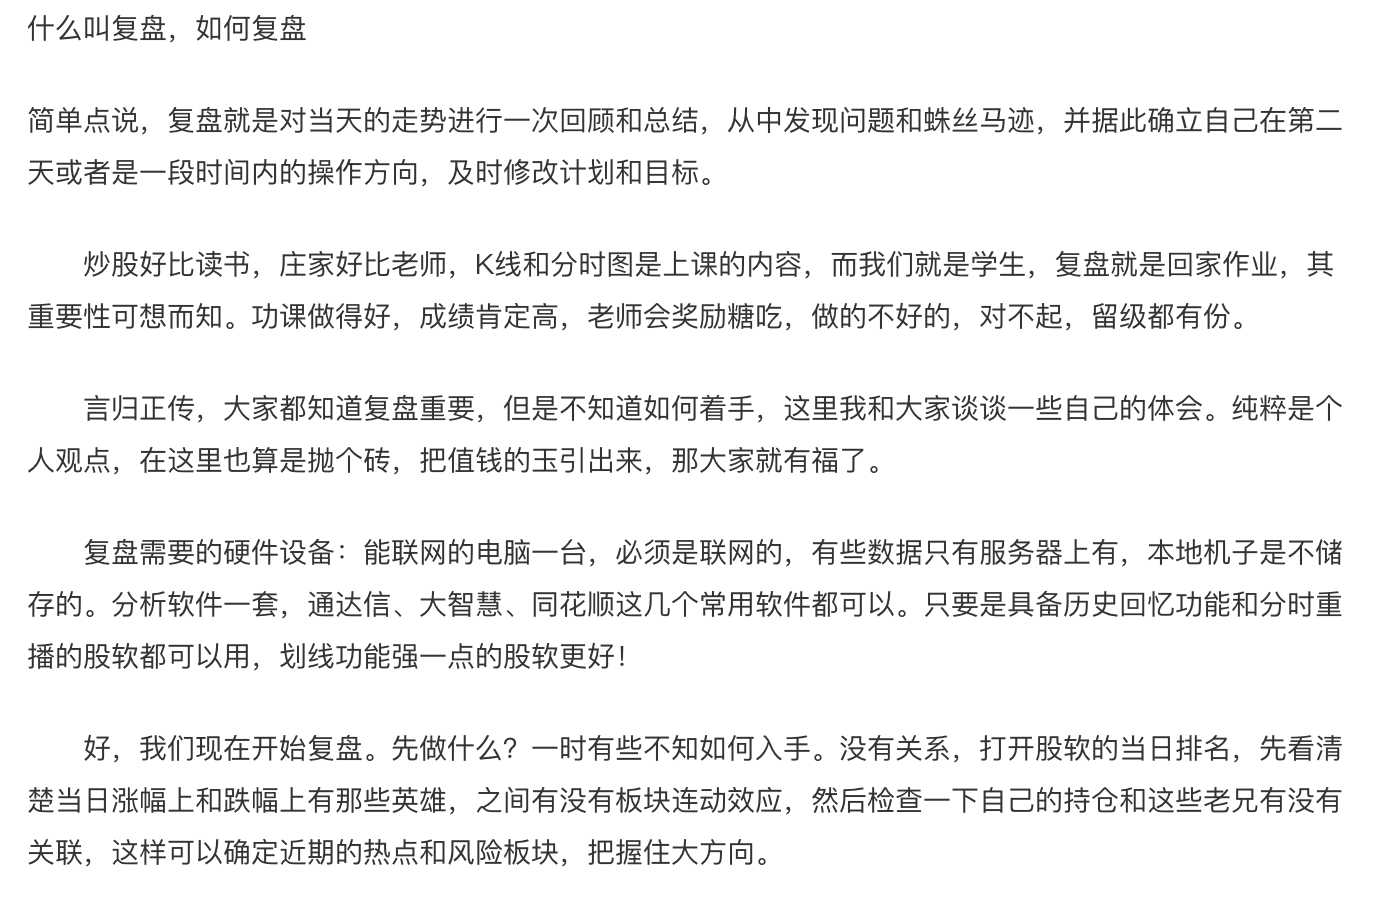 什么叫复盘，如何复盘
简单点说，复盘就是对当天的走势进行一次回顾和总结，从中发现问题和蛛丝马迹，并据此确立自己在第二
天或者是一段时间内的操作方向，及时修改计划和目标。
炒股好比读书，庄家好比老师，K线和分时图是上课的内容，而我们就是学生，复盘就是回家作业，其
重要性可想而知。功课做得好，成绩肯定高，老师会奖励糖吃，做的不好的，对不起，留级都有份。
言归正传，大家都知道复盘重要，但是不知道如何着手，这里我和大家谈谈一些自己的体会。纯粹是个
人观点，在这里也算是抛个砖，把值钱的玉引出来，那大家就有福了。
复盘需要的硬件设备：能联网的电脑一台，必须是联网的，有些数据只有服务器上有，本地机子是不储
存的。分析软件一套，通达信、大智慧、同花顺这几个常用软件都可以。只要是具备历史回忆功能和分时重
播的股软都可以用，划线功能强一点的股软更好！
好，我们现在开始复盘。先做什么？一时有些不知如何入手。没有关系，打开股软的当日排名，先看清
楚当日涨幅上和跌幅上有那些英雄，之间有没有板块连动效应，然后检查一下自己的持仓和这些老兄有没有
关联，这样可以确定近期的热点和风险板块，把握住大方向。